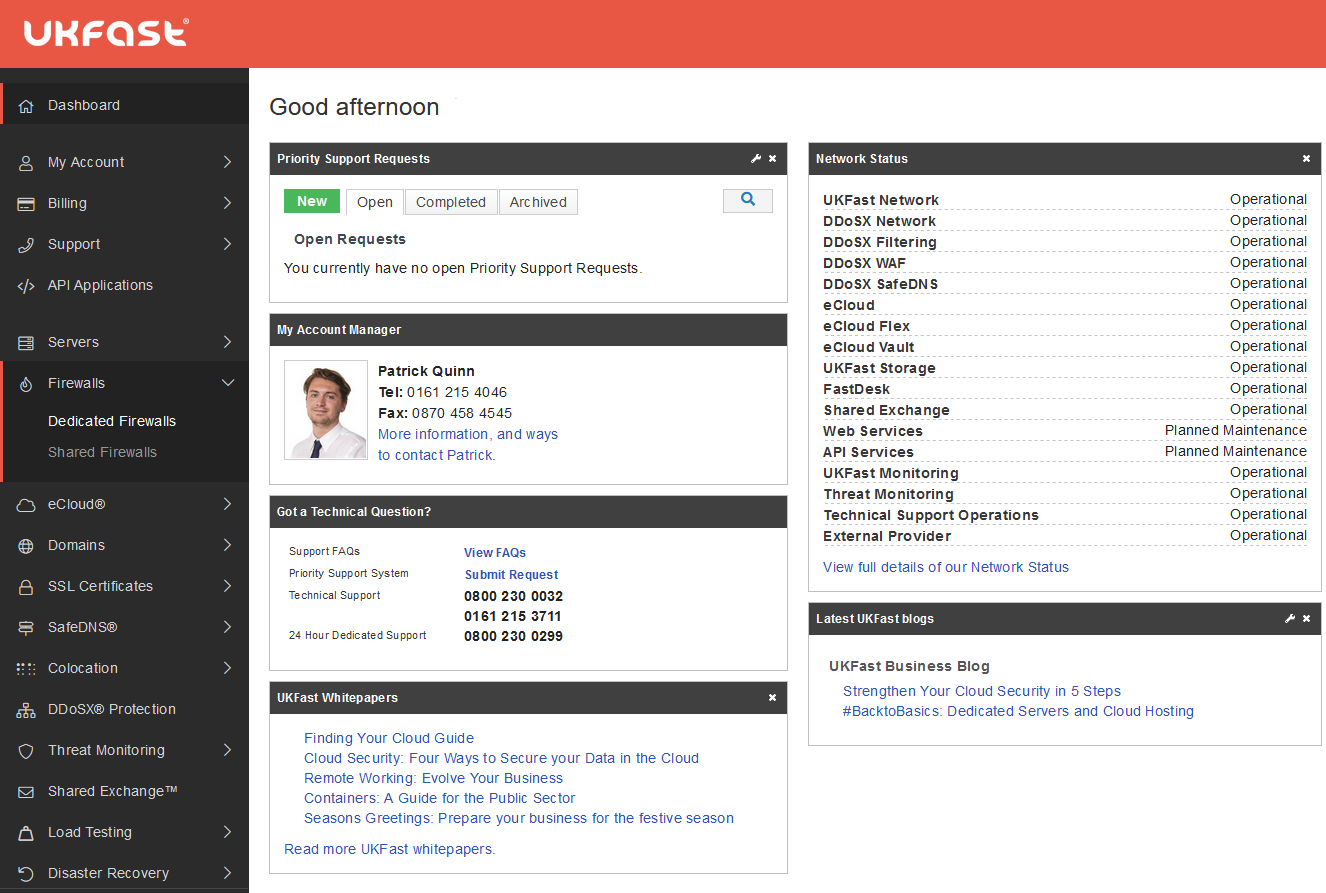 UKFAST®
Dashboard
My Account
Billing
Support
API Applications
Servers
Firewalls
Dedicated Firewalls
Shared Firewalls
eCloud®
Domains
SSL Certificates
SafeDNS®
Colocation
DDoSX® Protection
Threat Monitoring
Shared Exchange™
Load Testing
Disaster Recovery
Good afternoon
Priority Support Requests
New Open Completed Archived
Open Requests
You currently have no open Priority Support Requests.
My Account Manager
Patrick Quinn
Tel: 0161 215 4046
Fax: 0870 458 4545
More information, and ways
to contact Patrick.
Got a Technical Question?
Support FAQs View FAQs
Priority Support System Submit Request
Technical Support 0800 230 0032
0161 215 3711
24 Hour Dedicated Support 0800 230 0299
UKFast Whitepapers
Finding Your Cloud Guide
Cloud Security: Four Ways to Secure your Data in the Cloud
Remote Working: Evolve Your Business
Containers: A Guide for the Public Sector
Seasons Greetings: Prepare your business for the festive season
Read more UKFast whitepapers.
Network Status
UKFast Network Operational
DDoSX Network Operational
DDoSX Filtering Operational
DDoSX WAF Operational
DDoSX SafeDNS Operational
eCloud Operational
eCloud Flex Operational
eCloud Vault Operational
UKFast Storage Operational
FastDesk Operational
Shared Exchange Operational
Web Services Planned Maintenance
API Services Planned Maintenance
UKFast Monitoring Operational
Threat Monitoring Operational
Technical Support Operations Operational
External Provider Operational
View full details of our Network Status
Latest UKFast blogs
UKFast Business Blog
Strengthen Your Cloud Security in 5 Steps
#BacktoBasics: Dedicated Servers and Cloud Hosting